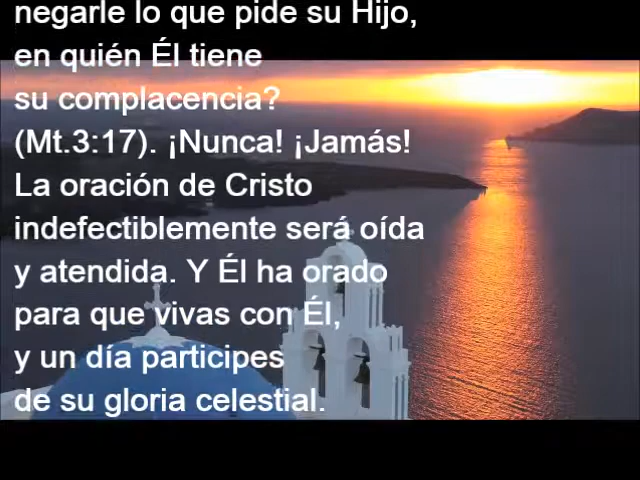 negarle lo que pide su Hijo,
en quién Él tiene
su complacencia?
(Mt.3:17). ¡Nunca! ¡Jamás!
La oración de Cristo
indefectiblemente será oída
y atendida. Y Él ha orado
para que vivas con Él,
y un día participes
de su gloria celestial.